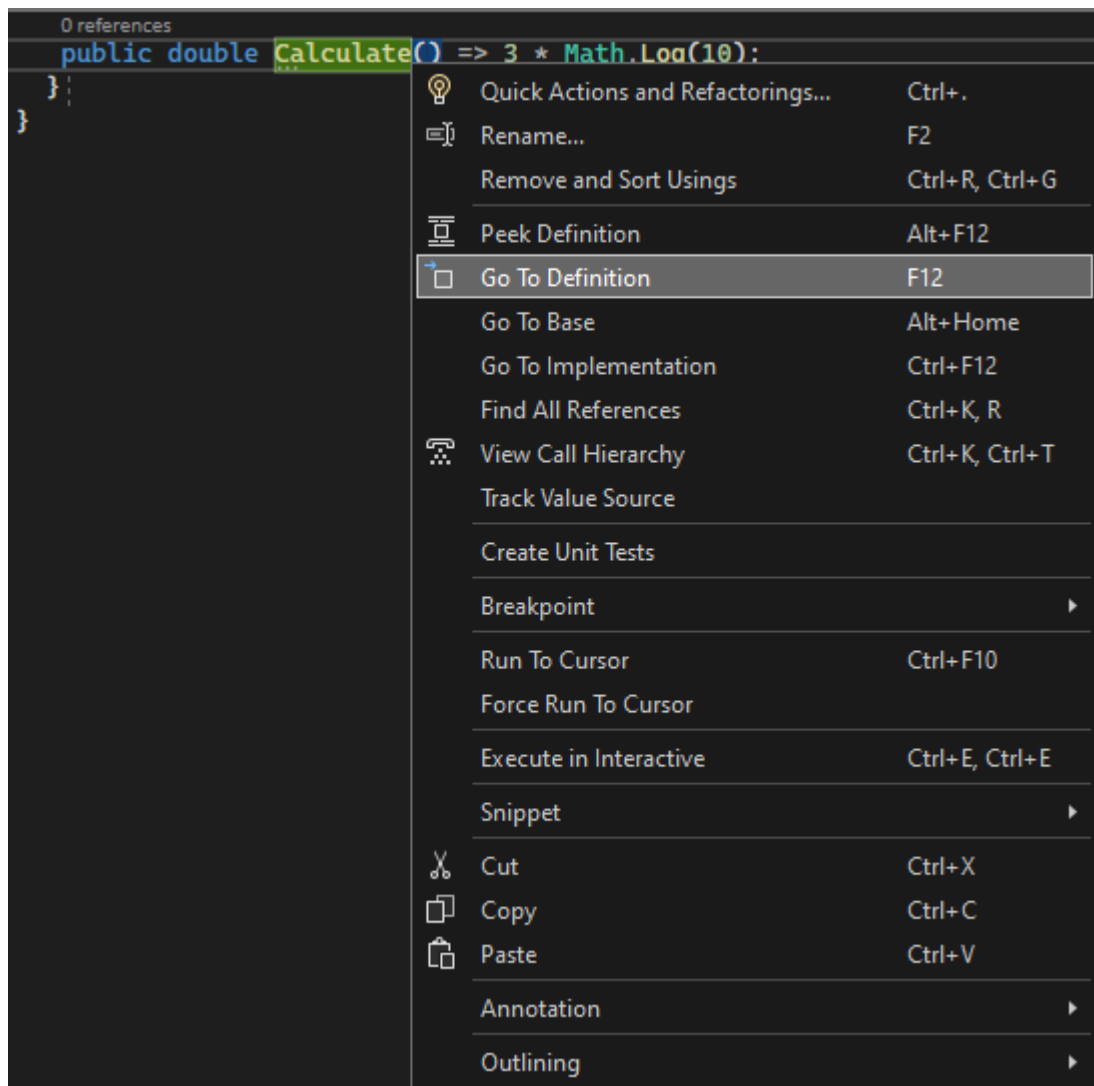 0 references
public double Calculate() => 3 * Math.Log(10);
}
}
Quick Actions and Refactorings... Ctrl+.
Rename... F2
Remove and Sort Usings Ctrl+R, Ctrl+G
Peek Definition Alt+F12
Go To Definition F12
Go To Base Alt+Home
Go To Implementation Ctrl+F12
Find All References Ctrl+K, R
View Call Hierarchy Ctrl+K, Ctrl+T
Track Value Source
Create Unit Tests
Breakpoint
Run To Cursor Ctrl+F10
Force Run To Cursor
Execute in Interactive Ctrl+E, Ctrl+E
Snippet
Cut Ctrl+X
Copy Ctrl+C
Paste Ctrl+V
Annotation
Outlining